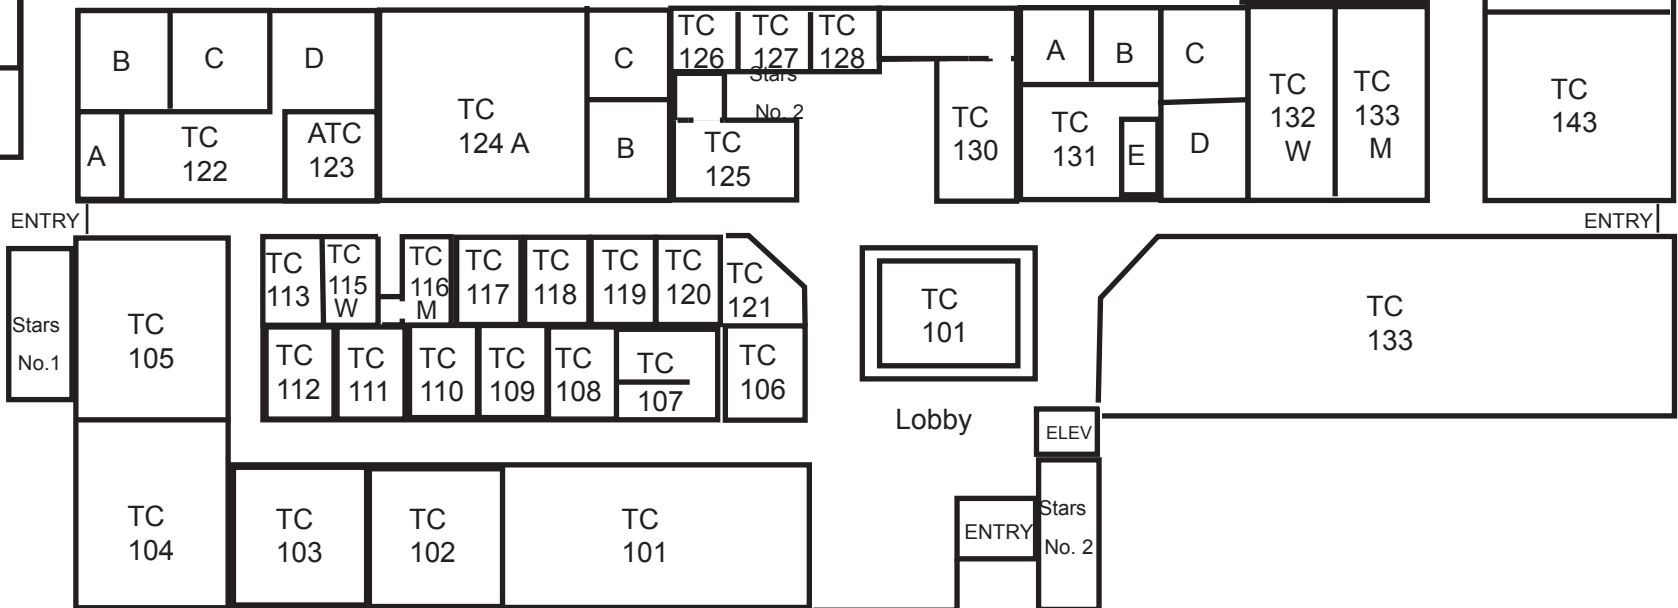 TC
126
TC
127
TC
128
B
C
D
C
A
B
C
TC
132
W
TC
133
M
TC
143
Stars
No. 2
TC
124 A
A
TC
122
ATC
123
B
TC
125
TC
130
TC
131
E
D
ENTRY
ENTRY
TC
113
TC
115
W
TC
116
M
TC
117
TC
118
TC
119
TC
120
TC
121
Stars
No.1
TC
105
TC
101
TC
133
TC
112
TC
111
TC
110
TC
109
TC
108
TC
107
TC
106
Lobby
ELEV
TC
104
TC
103
TC
102
TC
101
ENTRY
Stars
No. 2